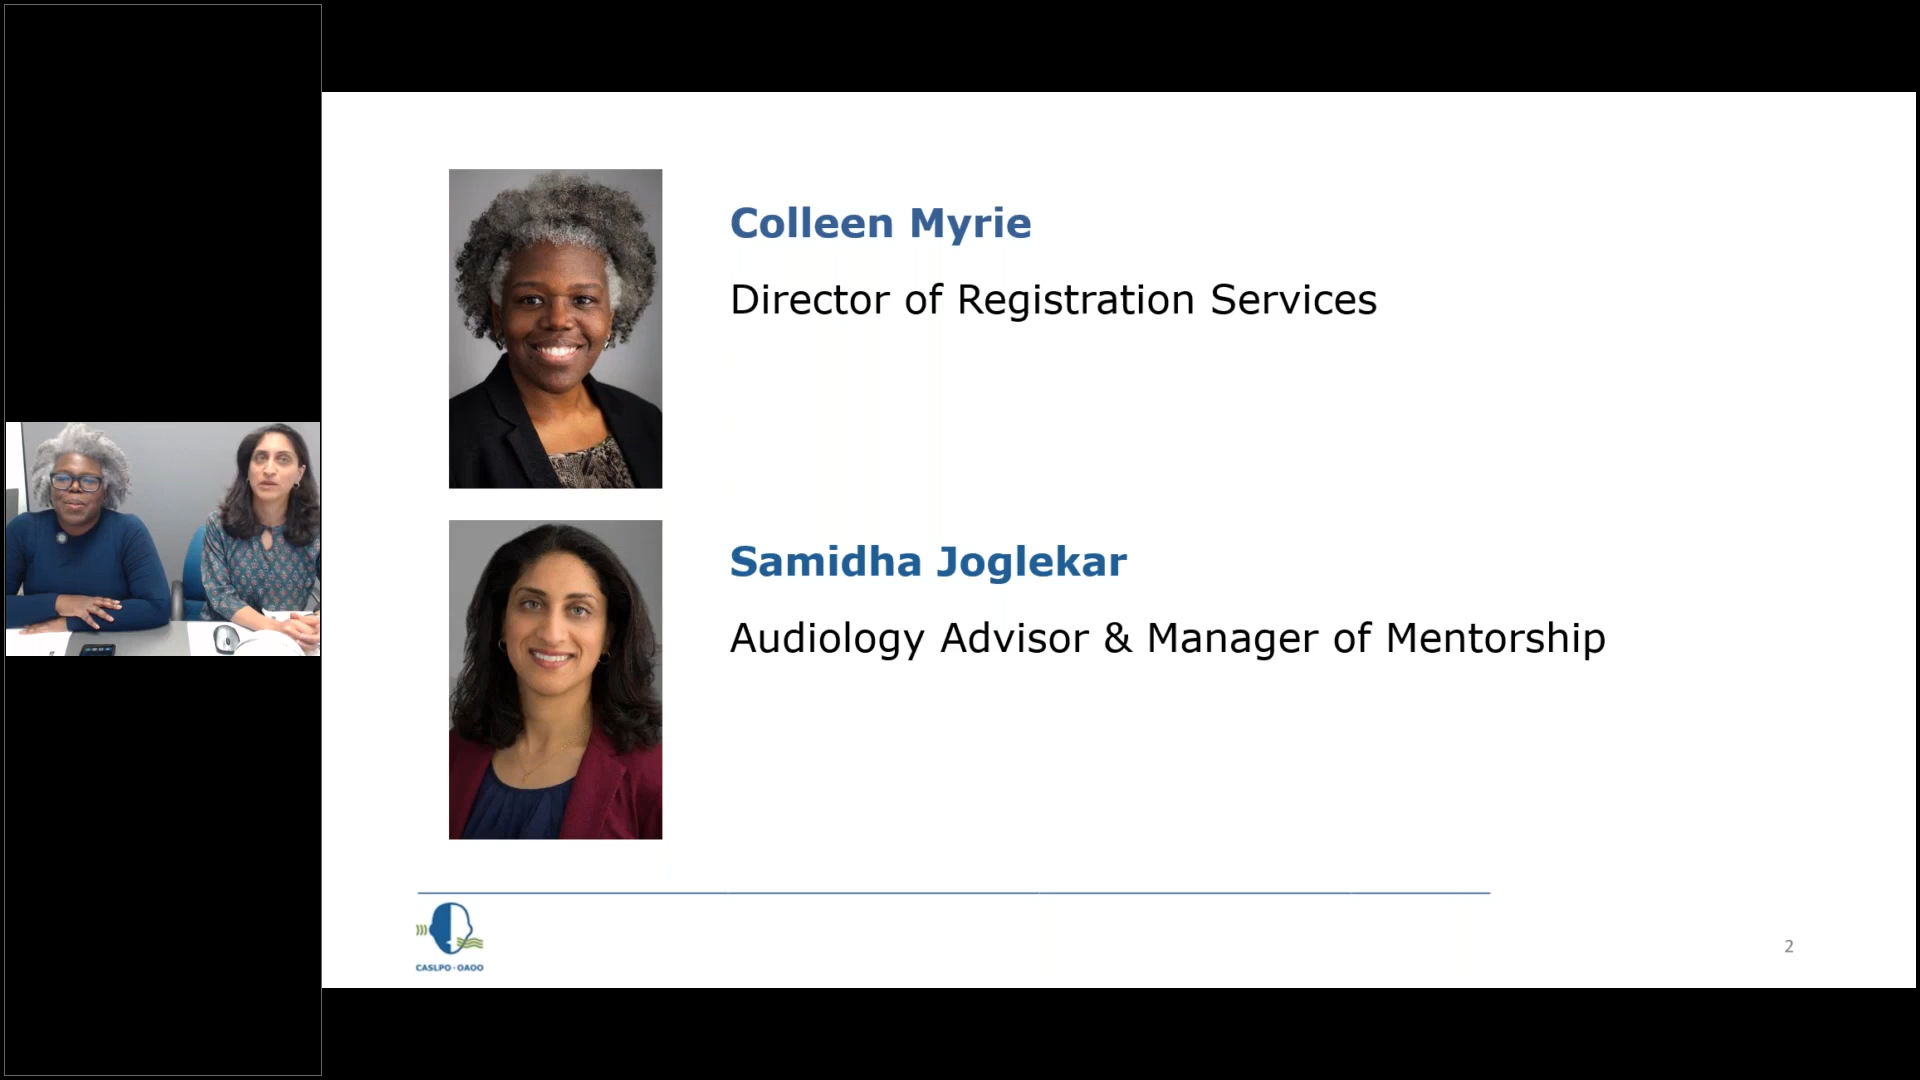 Colleen Myrie
Director of Registration Services
Samidha Joglekar
Audiology Advisor & Manager of Mentorship
CASLPO·OAOO
2